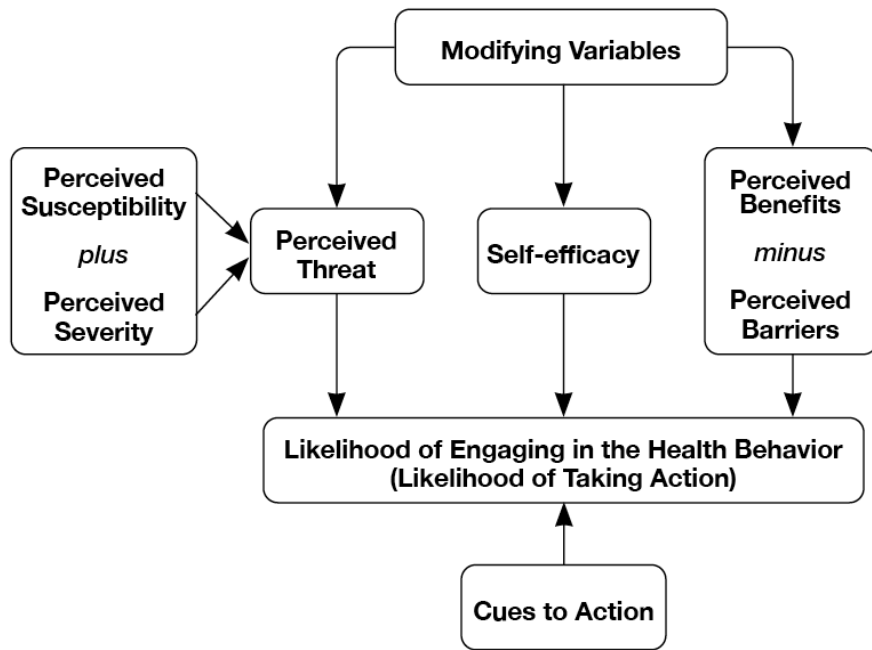 Modifying Variables
Perceived
Susceptibility
plus
Perceived
Severity
Perceived
Threat
Self-efficacy
Perceived
Benefits
minus
Perceived
Barriers
Likelihood of Engaging in the Health Behavior
(Likelihood of Taking Action)
Cues to Action